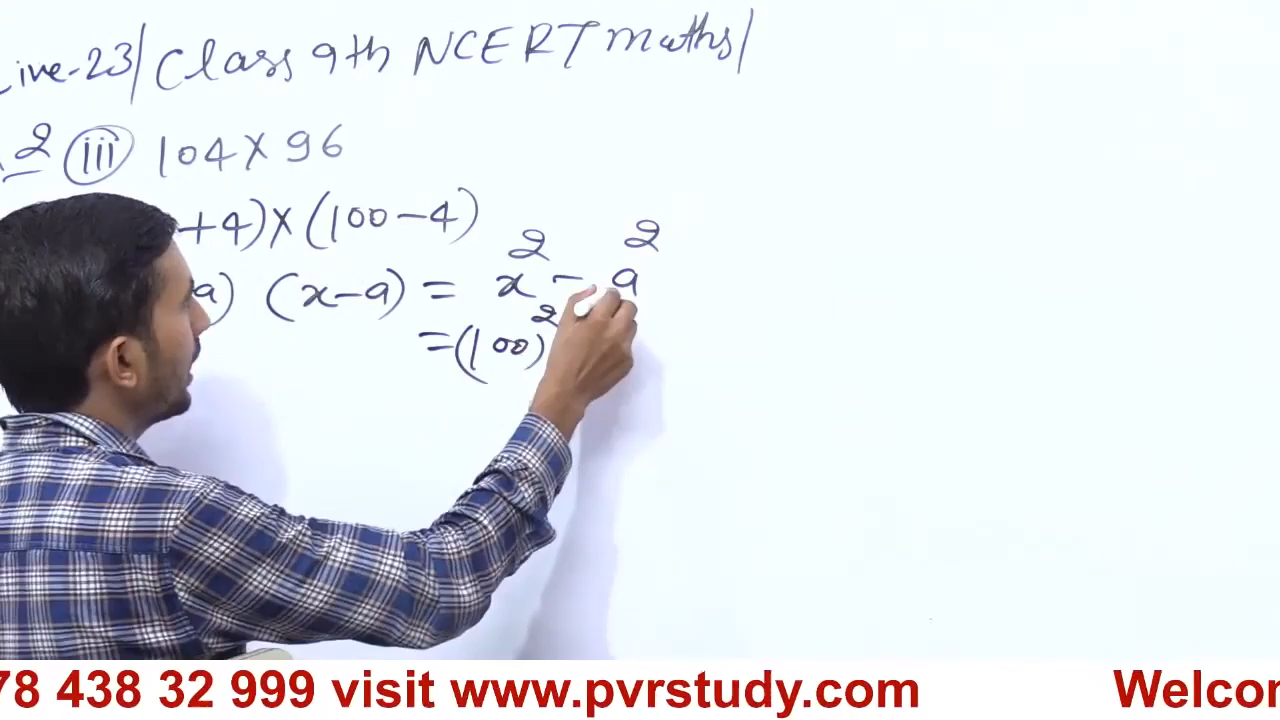 ive-23/ Class 9th NCERT maths/
2 (iii) 104 X 96
+4) X (100-4)
a) (x-a) = x² - a²
= (100)²
78 438 32 999 visit www.pvrstudy.com Welcor